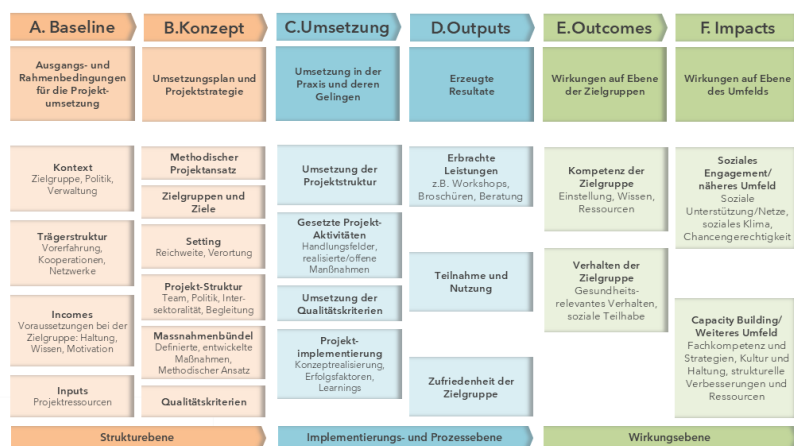 A. Baseline
B.Konzept
C.Umsetzung
D.Outputs
E.Outcomes
F. Impacts
Ausgangs- und
Rahmenbedingungen
für die Projekt-
umsetzung
Umsetzungsplan und
Projektstrategie
Umsetzung in der
Praxis und deren
Gelingen
Erzeugte
Resultate
Wirkungen auf Ebene
der Zielgruppen
Wirkungen auf Ebene
des Umfelds
Kontext
Zielgruppe, Politik,
Verwaltung
Trägerstruktur
Vorerfahrung,
Kooperationen,
Netzwerke
Incomes
Voraussetzungen bei der
Zielgruppe: Haltung,
Wissen, Motivation
Inputs
Projektressourcen
Methodischer
Projektansatz
Zielgruppen und
Ziele
Setting
Reichweite, Verortung
Projekt-Struktur
Team, Politik, Inter-
sektoralität, Begleitung
Massnahmenbündel
Definierte, entwickelte
Maßnahmen,
Methodischer Ansatz
Qualitätskriterien
Umsetzung der
Projektstruktur
Gesetzte Projekt-
Aktivitäten
Handlungsfelder,
realisierte/offene
Manßnahmen
Umsetzung der
Qualitätskriterien
Projekt-
implementierung
Konzeptrealisierung,
Erfolgsfaktoren,
Learnings
Erbrachte
Leistungen
z.B. Workshops,
Broschüren, Beratung
Teilnahme und
Nutzung
Zufriedenheit der
Zielgruppe
Kompetenz der
Zielgruppe
Einstellung, Wissen,
Ressourcen
Verhalten der
Zielgruppe
Gesundheits-
relevantes Verhalten,
soziale Teilhabe
Soziales
Engagement/
näheres Umfeld
Soziale
Unterstützung/Netze,
soziales Klima,
Chancengerechtigkeit
Capacity Building/
Weiteres Umfeld
Fachkompetenz und
Strategien, Kultur und
Haltung, strukturelle
Verbesserungen und
Ressourcen
Strukturebene
Implementierungs- und Prozessebene
Wirkungsebene